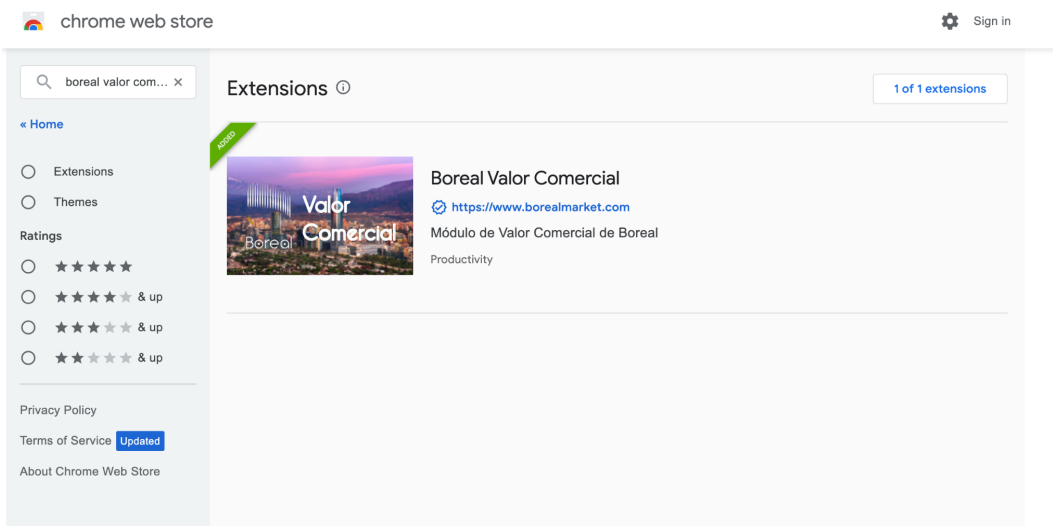 chrome web store
Sign in
boreal valor com...
« Home
Extensions
Themes
Ratings
& up
& up
& up
Privacy Policy
Terms of Service Updated
About Chrome Web Store
Extensions
1 of 1 extensions
ADDED
Boreal
Valor
Comercial
Boreal Valor Comercial
https://www.borealmarket.com
Módulo de Valor Comercial de Boreal
Productivity